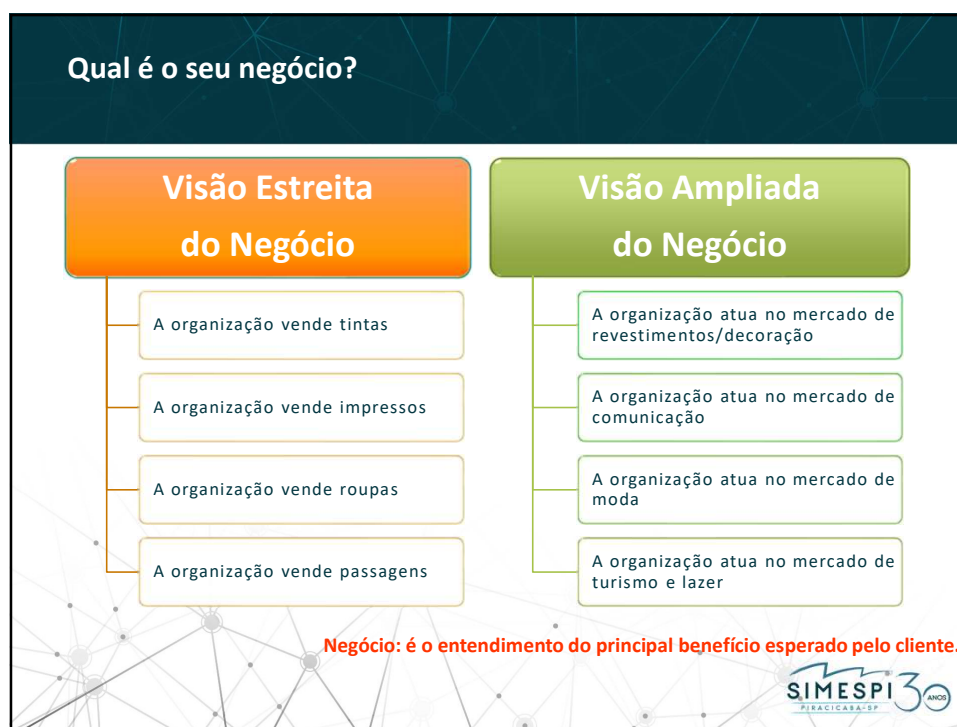 Qual é o seu negócio?
Visão Estreita
do Negócio
A organização vende tintas
A organização vende impressos
A organização vende roupas
A organização vende passagens
Visão Ampliada
do Negócio
A organização atua no mercado de
revestimentos/decoração
A organização atua no mercado de
comunicação
A organização atua no mercado de
moda
A organização atua no mercado de
turismo e lazer
Negócio: é o entendimento do principal benefício esperado pelo cliente.
SIMESPI 30 ANOS
PIRACICABA-SP